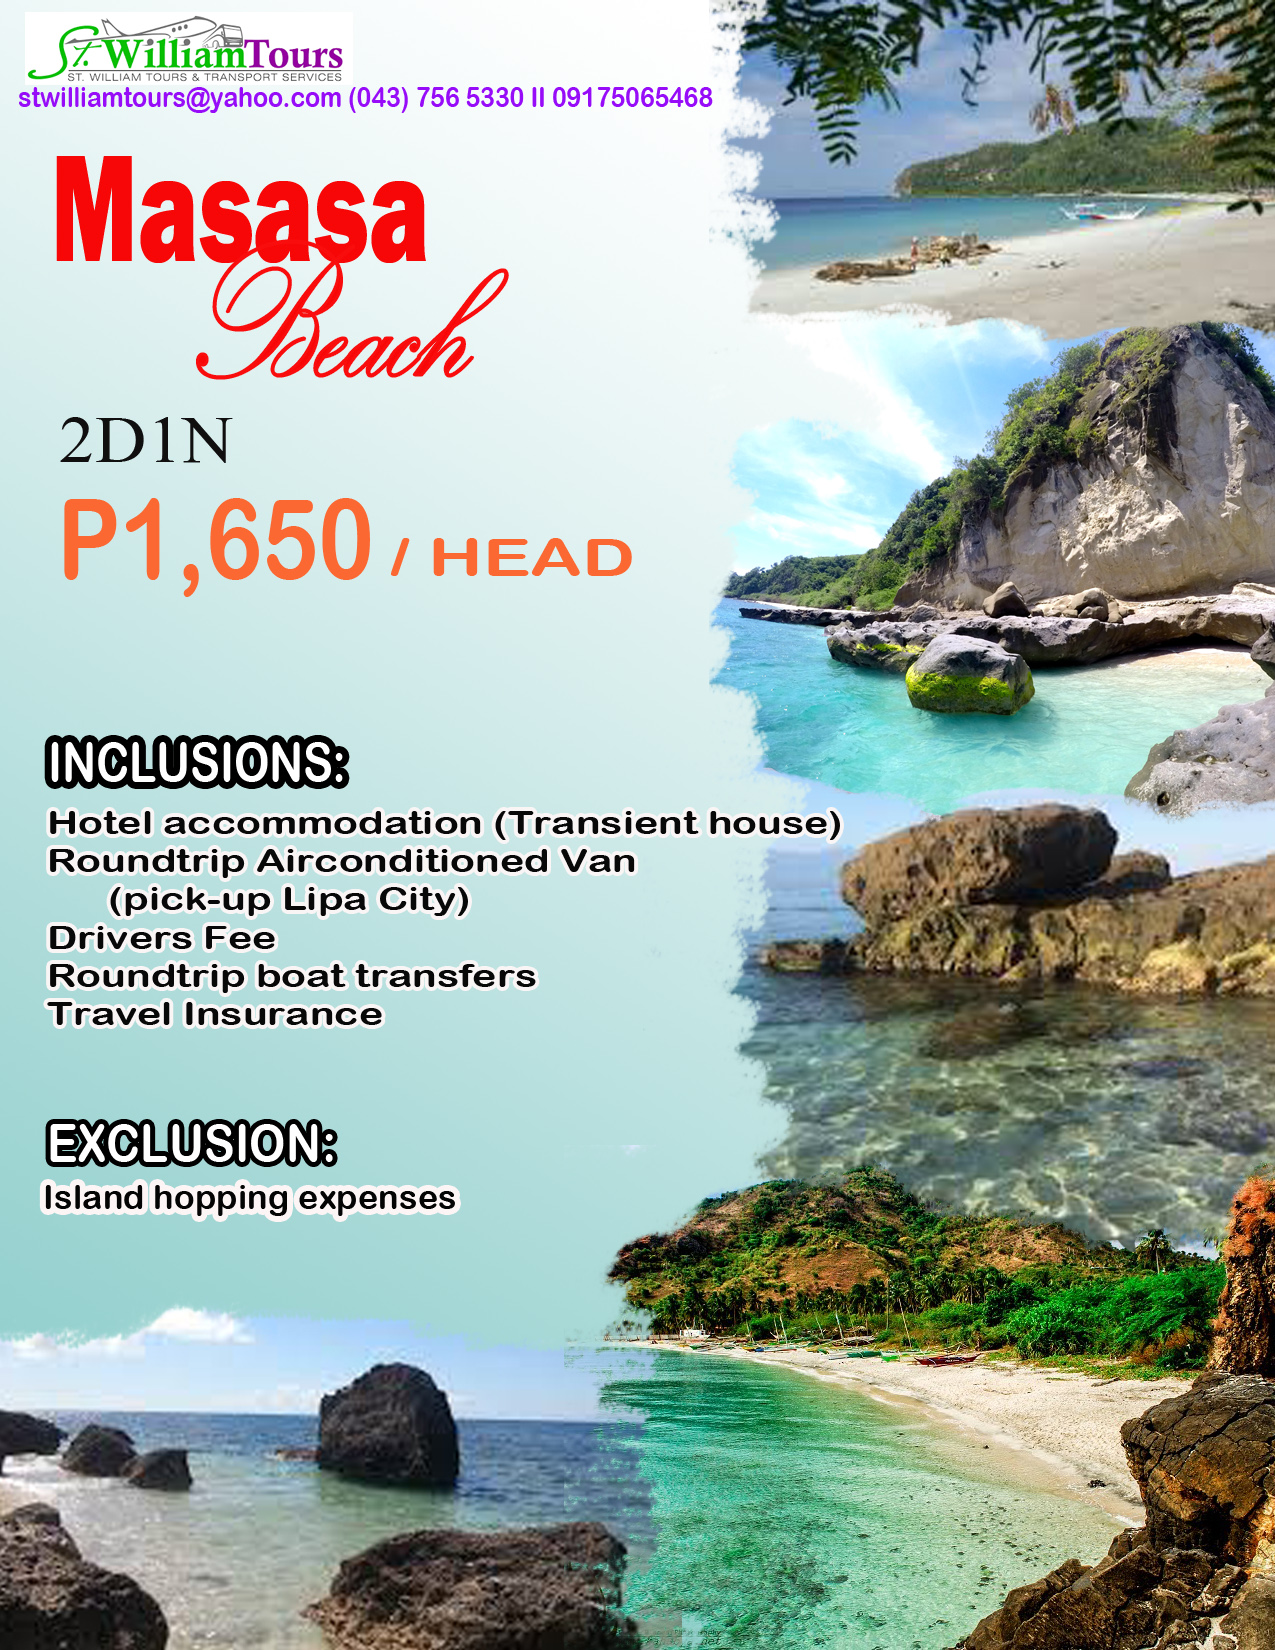 St. WilliamTours
ST. WILLIAM TOURS & TRANSPORT SERVICES
stwilliamtours@yahoo.com (043) 756 5330 II 09175065468
Masasa
Beach
2D1N
P1,650 / HEAD
INCLUSIONS:
Hotel accommodation (Transient house)
Roundtrip Airconditioned Van
(pick-up Lipa City)
Drivers Fee
Roundtrip boat transfers
Travel Insurance
EXCLUSION:
Island hopping expenses